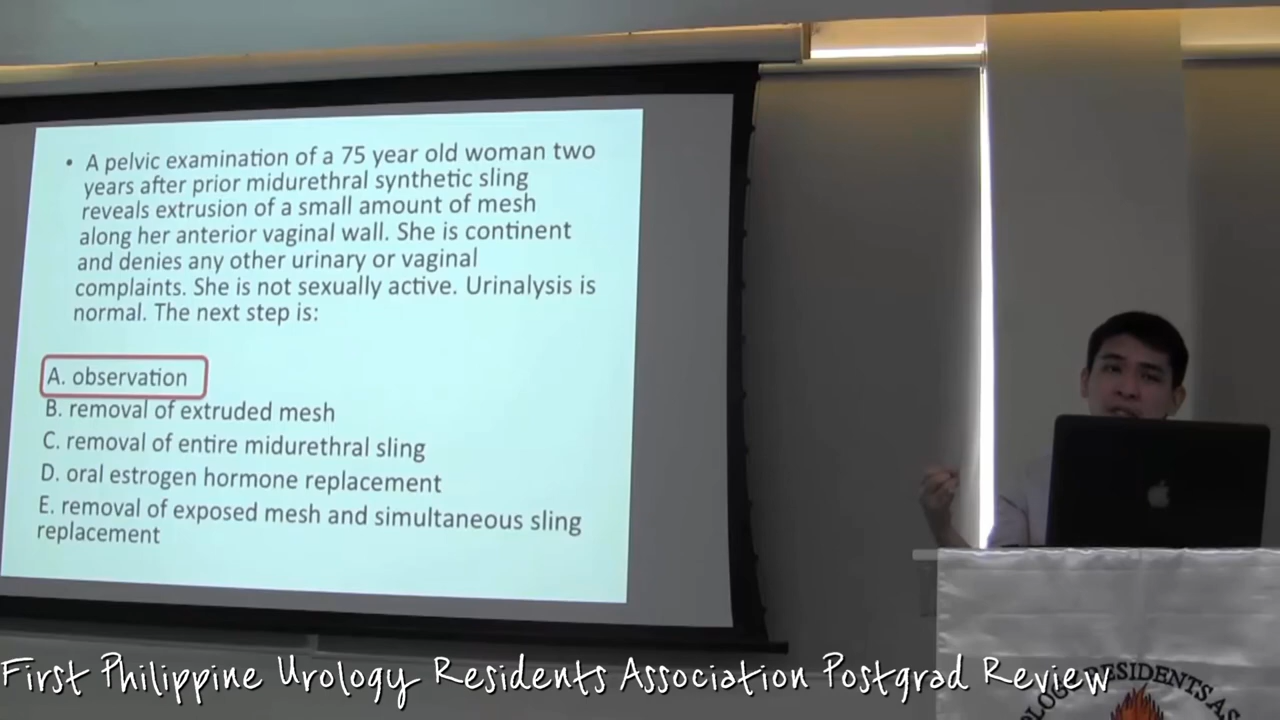 • A pelvic examination of a 75 year old woman two
years after prior midurethral synthetic sling
reveals extrusion of a small amount of mesh
along her anterior vaginal wall. She is continent
and denies any other urinary or vaginal
complaints. She is not sexually active. Urinalysis is
normal. The next step is:
A. observation
B. removal of extruded mesh
C. removal of entire midurethral sling
D. oral estrogen hormone replacement
E. removal of exposed mesh and simultaneous sling
replacement
First Philippine Urology Residents Association Postgrad Review